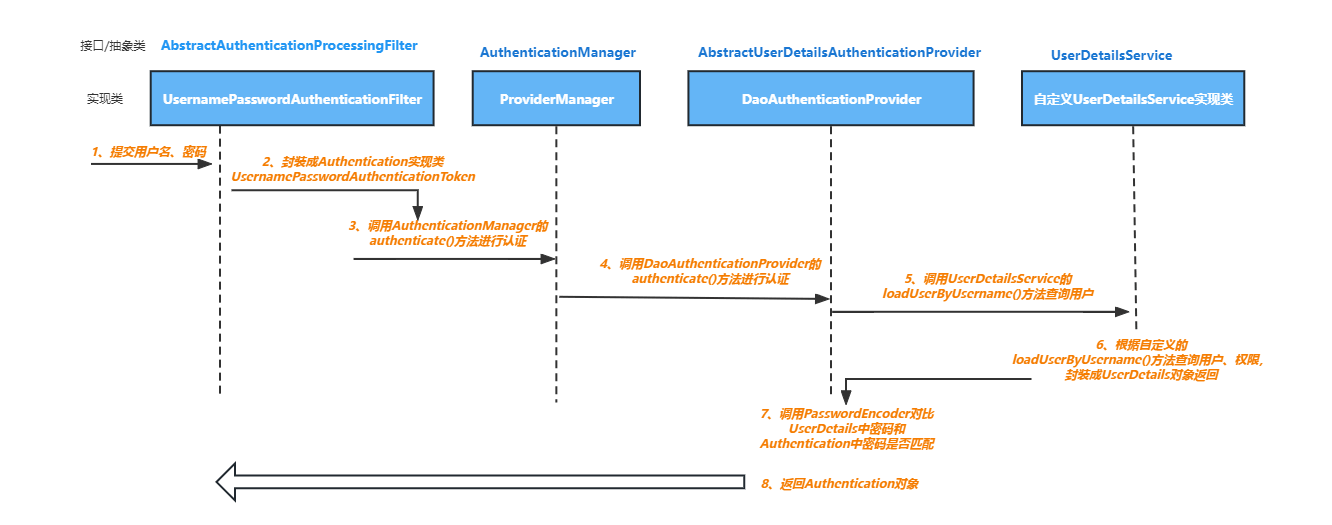 接口/抽象类
AbstractAuthenticationProcessingFilter
AuthenticationManager
AbstractUserDetailsAuthenticationProvider
UserDetailsService
实现类
UsernamePasswordAuthenticationFilter
ProviderManager
DaoAuthenticationProvider
自定义UserDetailsService实现类
1、提交用户名、密码
2、封装成Authentication实现类
UsernamePasswordAuthenticationToken
3、调用AuthenticationManager的
authenticate()方法进行认证
4、调用DaoAuthenticationProvider的
authenticate()方法进行认证
5、调用UserDetailsService的
loadUserByUsername()方法查询用户
6、根据自定义的
loadUserByUsername()方法查询用户、权限，
封装成UserDetails对象返回
7、调用PasswordEncoder对比
UserDetails中密码和
Authentication中密码是否匹配
8、返回Authentication对象